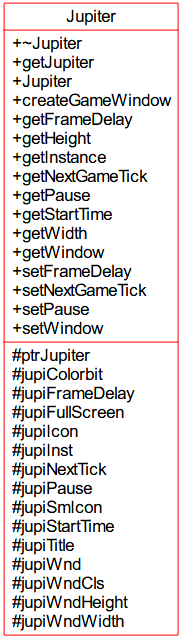 Jupiter
+~Jupiter
+getJupiter
+Jupiter
+createGameWindow
+getFrameDelay
+getHeight
+getInstance
+getNextGameTick
+getPause
+getStartTime
+getWidth
+getWindow
+setFrameDelay
+setNextGameTick
+setPause
+setWindow
#ptrJupiter
#jupiColorbit
#jupiFrameDelay
#jupiFullScreen
#jupiIcon
#jupiInst
#jupiNextTick
#jupiPause
#jupiSmIcon
#jupiStartTime
#jupiTitle
#jupiWnd
#jupiWndCls
#jupiWndHeight
#jupiWndWidth